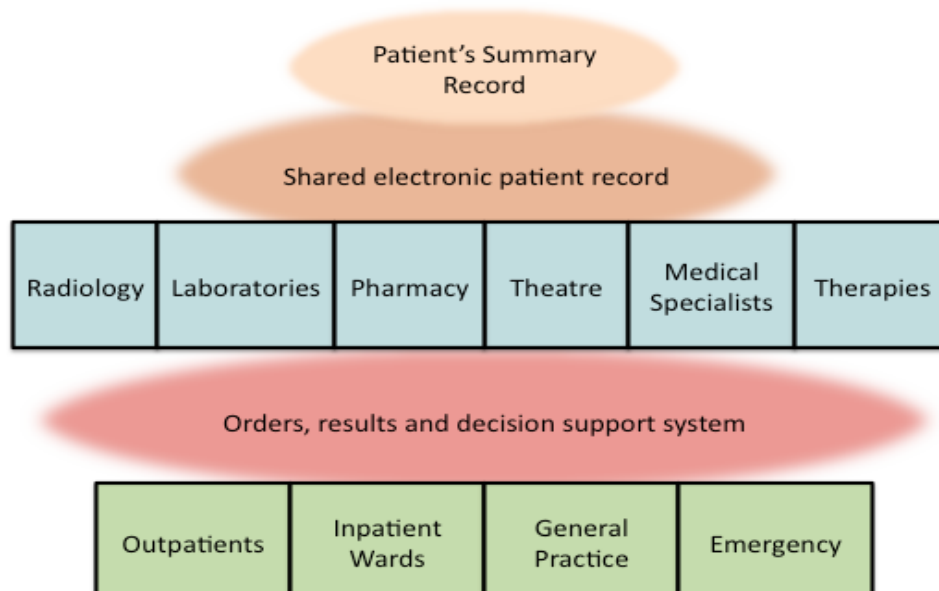 Patient’s Summary
Record
Shared electronic patient record
Radiology
Laboratories
Pharmacy
Theatre
Medical
Specialists
Therapies
Orders, results and decision support system
Outpatients
Inpatient
Wards
General
Practice
Emergency